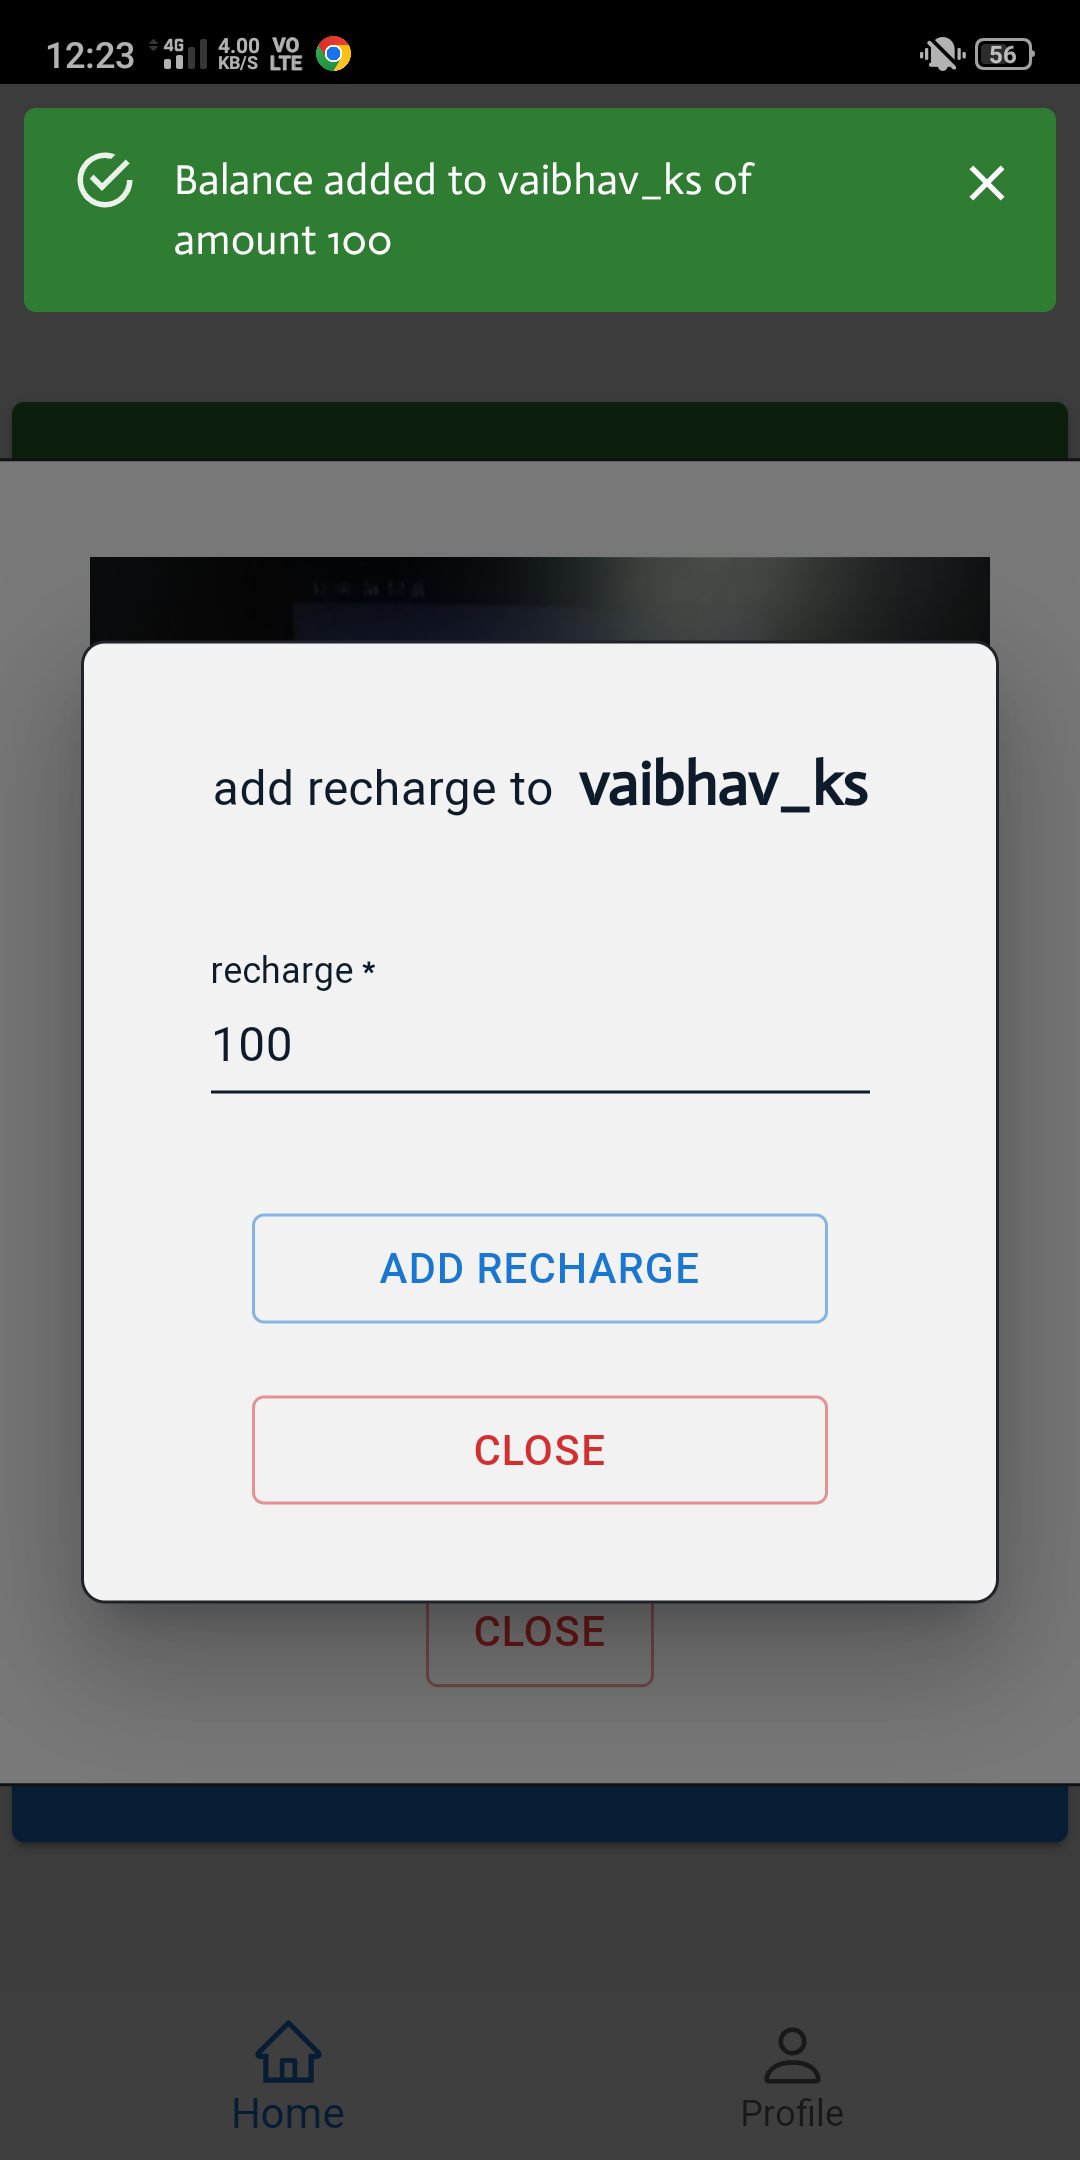 12:23 4G 4.00 KB/S VO LTE 56
Balance added to vaibhav_ks of
amount 100
add recharge to vaibhav_ks
recharge *
100
ADD RECHARGE
CLOSE
CLOSE
Home Profile